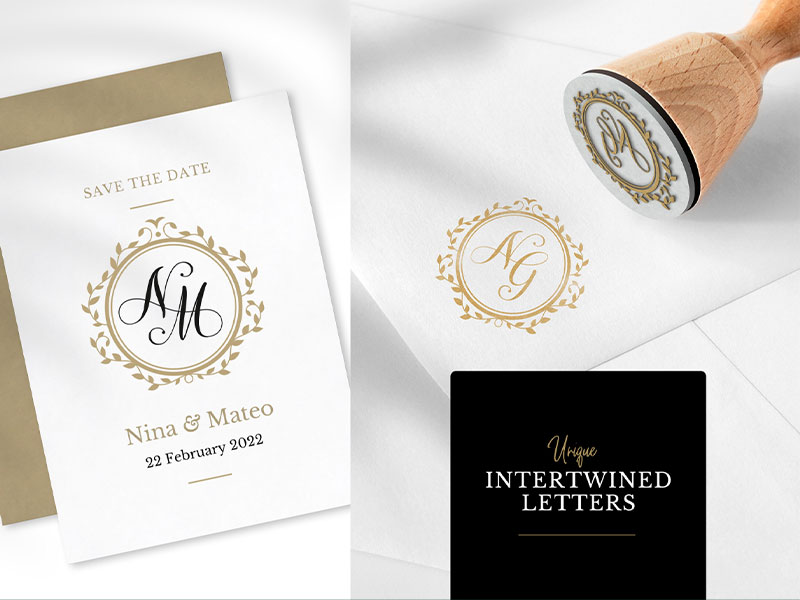 SAVE THE DATE
NM
Nina & Mateo
22 February 2022
NG
Unique
INTERTWINED
LETTERS